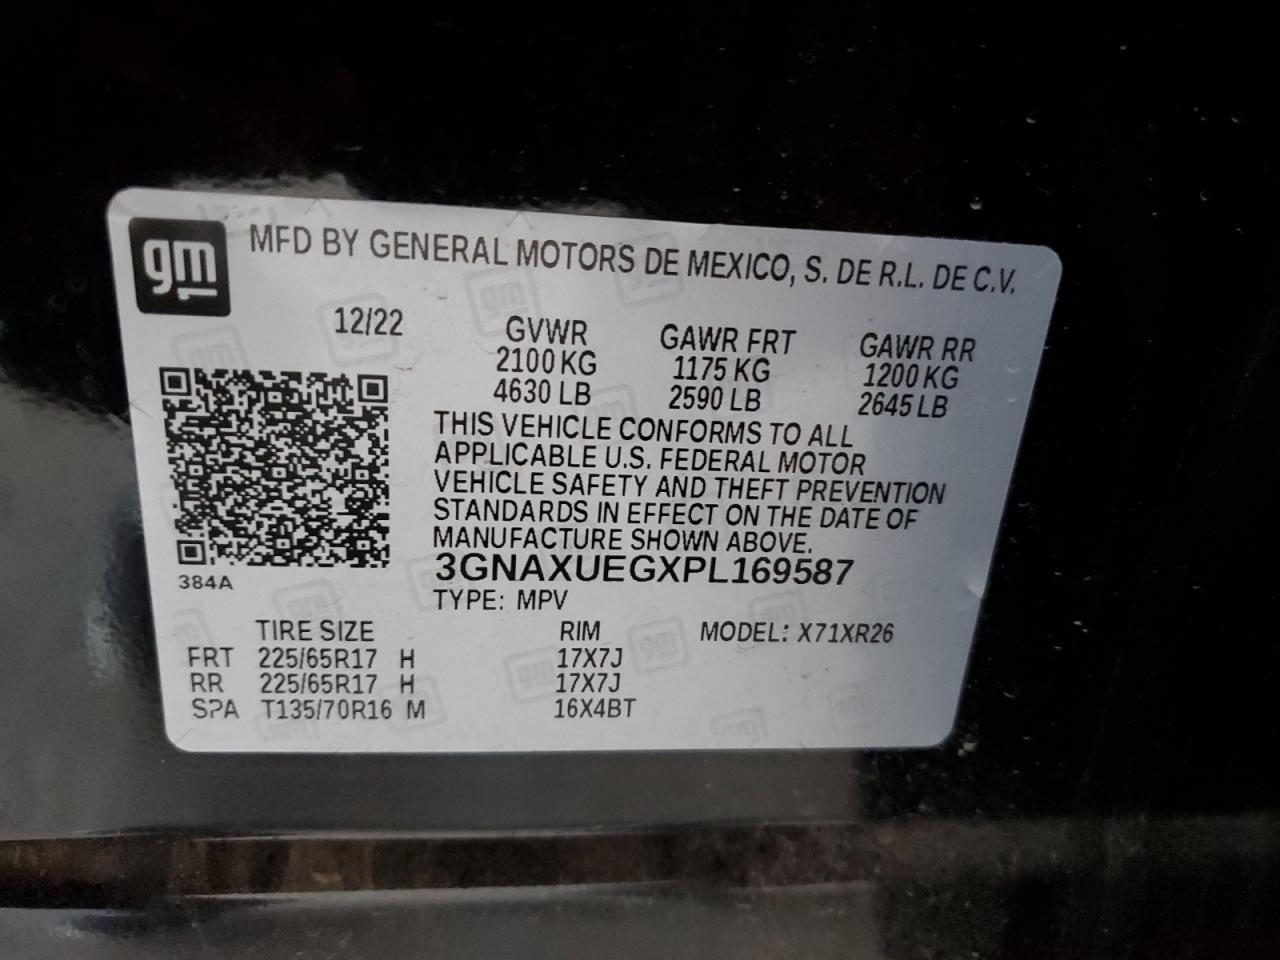 gm
MFD BY GENERAL MOTORS DE MEXICO, S. DE R.L. DE C.V.
12/22
GVWR GAWR FRT GAWR RR
2100 KG 1175 KG 1200 KG
4630 LB 2590 LB 2645 LB
THIS VEHICLE CONFORMS TO ALL
APPLICABLE U.S. FEDERAL MOTOR
VEHICLE SAFETY AND THEFT PREVENTION
STANDARDS IN EFFECT ON THE DATE OF
MANUFACTURE SHOWN ABOVE.
3GNAXUEGXPL169587
384A
TYPE: MPV
TIRE SIZE RIM MODEL: X71XR26
FRT 225/65R17 H 17X7J
RR 225/65R17 H 17X7J
SPA T135/70R16 M 16X4BT